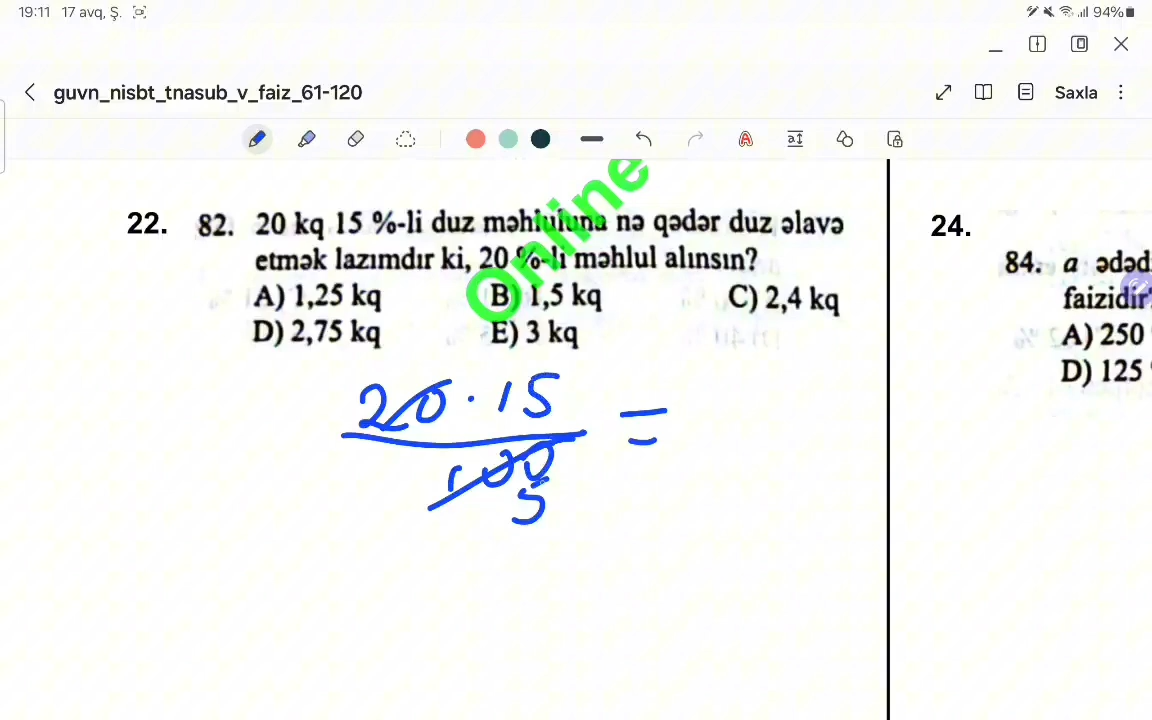 19:11 17 avq, Ş. 94%
guvn_nisbt_tnasub_v_faiz_61-120
Saxla
22. 82. 20 kq 15 %-li duz məhluluna nə qədər duz əlavə
etmək lazımdır ki, 20 %-li məhlul alınsın?
A) 1,25 kq B) 1,5 kq C) 2,4 kq
D) 2,75 kq E) 3 kq
Online
20 · 15 =
100
5
24.
84. a ədəd
faizidir
A) 250
D) 125